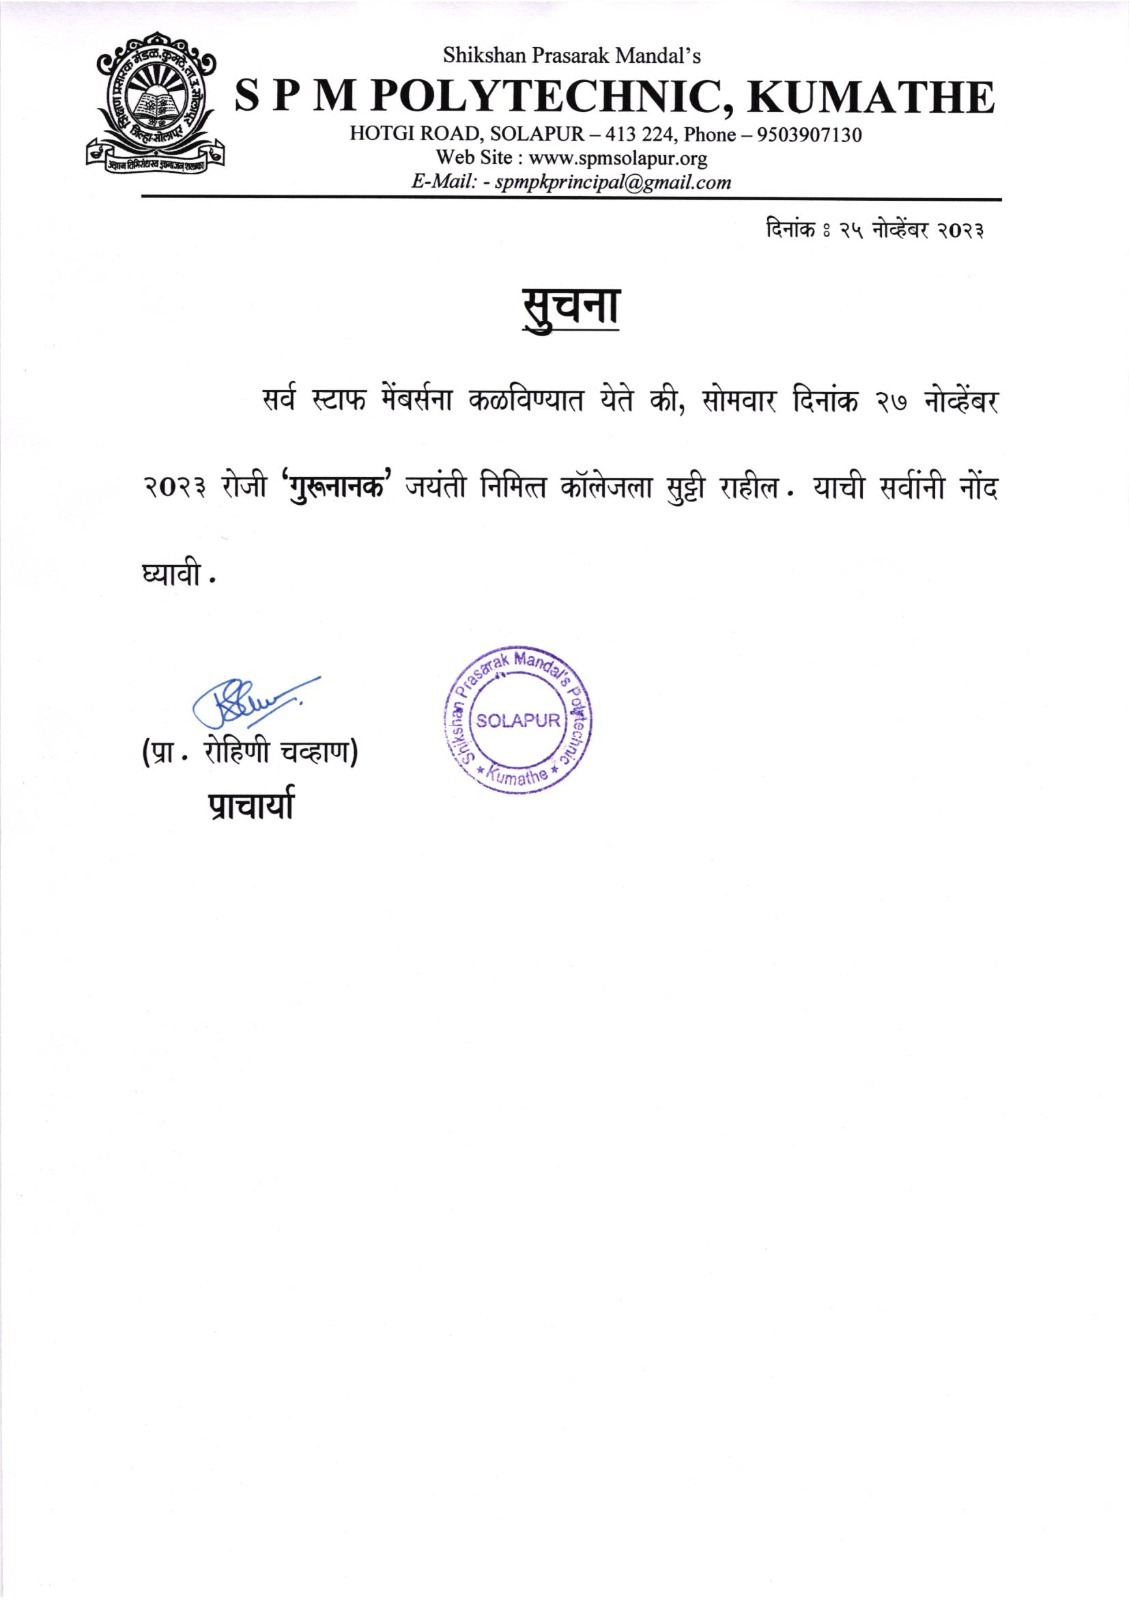 Shikshan Prasarak Mandal's
S P M POLYTECHNIC, KUMATHE
HOTGI ROAD, SOLAPUR – 413 224, Phone – 9503907130
Web Site : www.spmsolapur.org
E-Mail: - spmpkprincipal@gmail.com
शिक्षण प्रसारक मंडळ, कुमठे, ता.उ.सोलापूर
जिल्हा-सोलापूर
दिनांक : २५ नोव्हेंबर २०२३
सुचना
सर्व स्टाफ मेंबर्सना कळविण्यात येते की, सोमवार दिनांक २७ नोव्हेंबर
२०२३ रोजी 'गुरूनानक' जयंती निमित्त कॉलेजला सुट्टी राहील. याची सर्वांनी नोंद
घ्यावी.
Shikshan Prasarak Mandal's Polytechnic
SOLAPUR
* Kumathe *
(प्रा. रोहिणी चव्हाण)
प्राचार्या